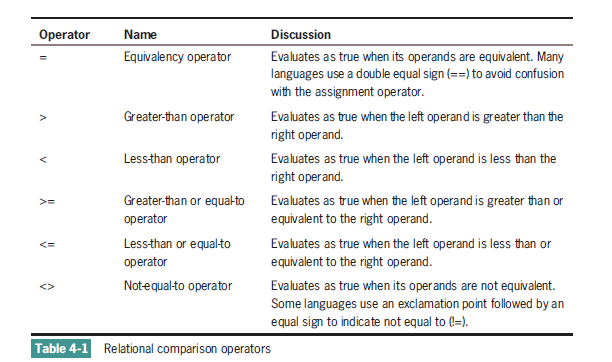 Operator Name Discussion
= Equivalency operator Evaluates as true when its operands are equivalent. Many
languages use a double equal sign (==) to avoid confusion
with the assignment operator.
> Greater-than operator Evaluates as true when the left operand is greater than the
right operand.
< Less-than operator Evaluates as true when the left operand is less than the
right operand.
>= Greater-than or equal-to Evaluates as true when the left operand is greater than or
operator equivalent to the right operand.
<= Less-than or equal-to Evaluates as true when the left operand is less than or
operator equivalent to the right operand.
<> Not-equal-to operator Evaluates as true when its operands are not equivalent.
Some languages use an exclamation point followed by an
equal sign to indicate not equal to (!=).
Table 4-1 Relational comparison operators